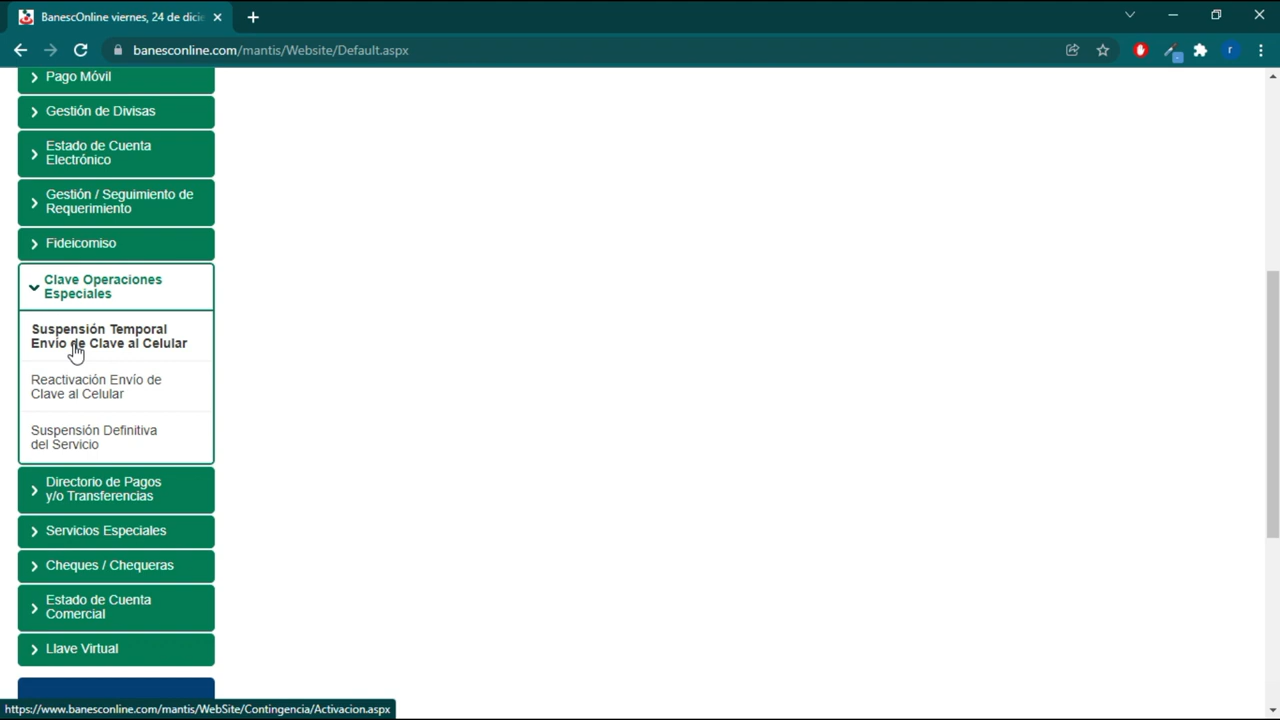 BanescOnline viernes, 24 de dicie
banesconline.com/mantis/Website/Default.aspx
r
Pago Móvil
Gestión de Divisas
Estado de Cuenta
Electrónico
Gestión / Seguimiento de
Requerimiento
Fideicomiso
Clave Operaciones
Especiales
Suspensión Temporal
Envío de Clave al Celular
Reactivación Envío de
Clave al Celular
Suspensión Definitiva
del Servicio
Directorio de Pagos
y/o Transferencias
Servicios Especiales
Cheques / Chequeras
Estado de Cuenta
Comercial
Llave Virtual
https://www.banesconline.com/mantis/WebSite/Contingencia/Activacion.aspx